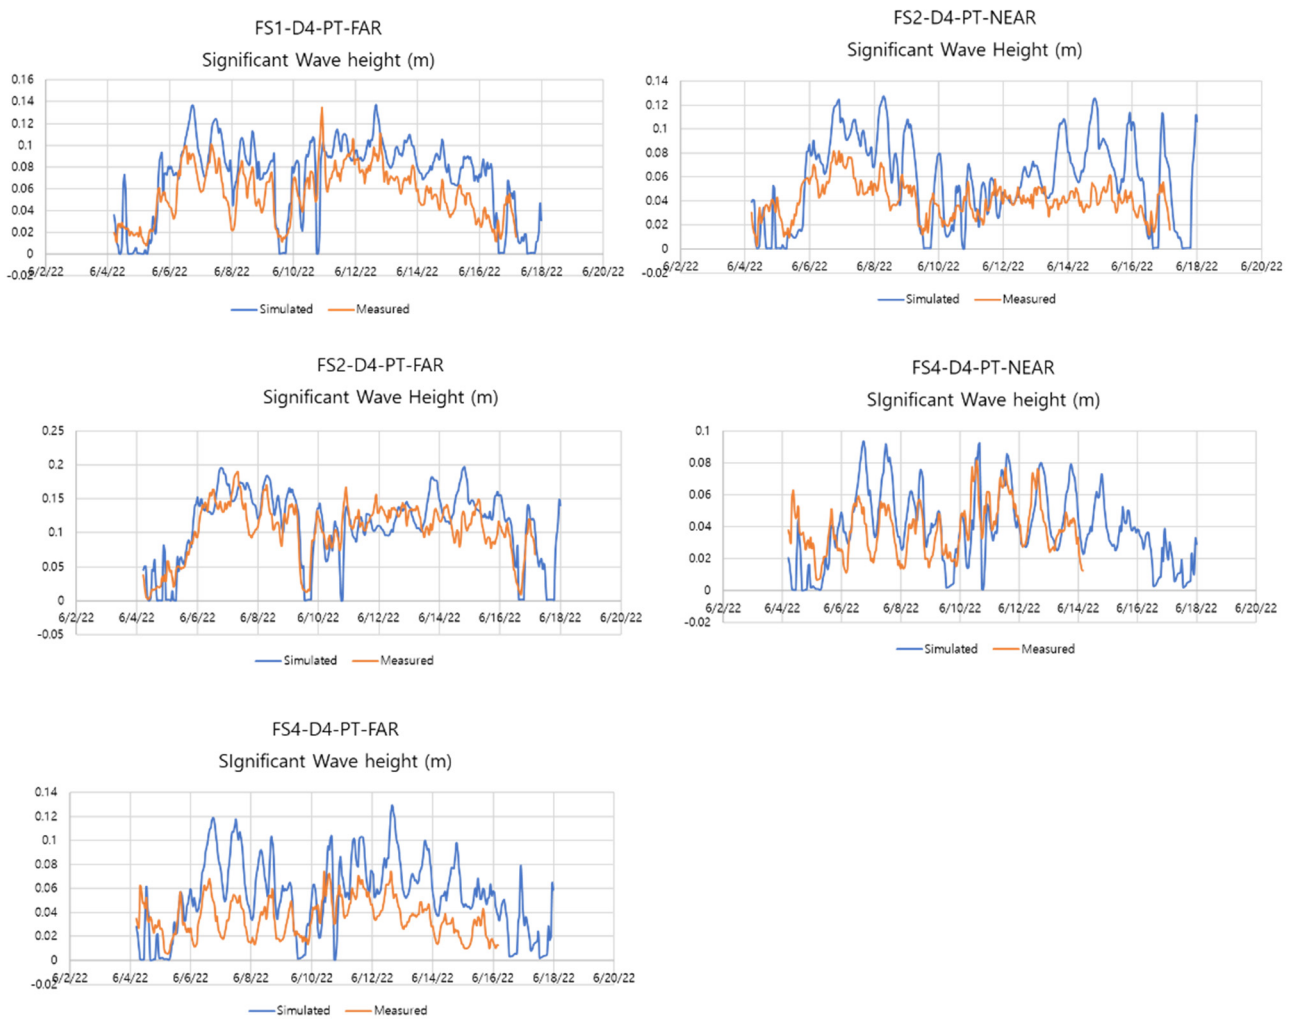 FS1-D4-PT-FAR
Significant Wave height (m)
0.16
0.14
0.12
0.1
0.08
0.06
0.04
0.02
0
-0.02
6/2/22 6/4/22 6/6/22 6/8/22 6/10/22 6/12/22 6/14/22 6/16/22 6/18/22 6/20/22
Simulated Measured
FS2-D4-PT-NEAR
Significant Wave Height (m)
0.14
0.12
0.1
0.08
0.06
0.04
0.02
0
-0.02
6/2/22 6/4/22 6/6/22 6/8/22 6/10/22 6/12/22 6/14/22 6/16/22 6/18/22 6/20/22
Simulated Measured
FS2-D4-PT-FAR
Significant Wave Height (m)
0.25
0.2
0.15
0.1
0.05
0
-0.05
6/2/22 6/4/22 6/6/22 6/8/22 6/10/22 6/12/22 6/14/22 6/16/22 6/18/22 6/20/22
Simulated Measured
FS4-D4-PT-NEAR
SIgnificant Wave height (m)
0.1
0.08
0.06
0.04
0.02
0
-0.02
6/2/22 6/4/22 6/6/22 6/8/22 6/10/22 6/12/22 6/14/22 6/16/22 6/18/22 6/20/22
Simulated Measured
FS4-D4-PT-FAR
SIgnificant Wave height (m)
0.14
0.12
0.1
0.08
0.06
0.04
0.02
0
-0.02
6/2/22 6/4/22 6/6/22 6/8/22 6/10/22 6/12/22 6/14/22 6/16/22 6/18/22 6/20/22
Simulated Measured